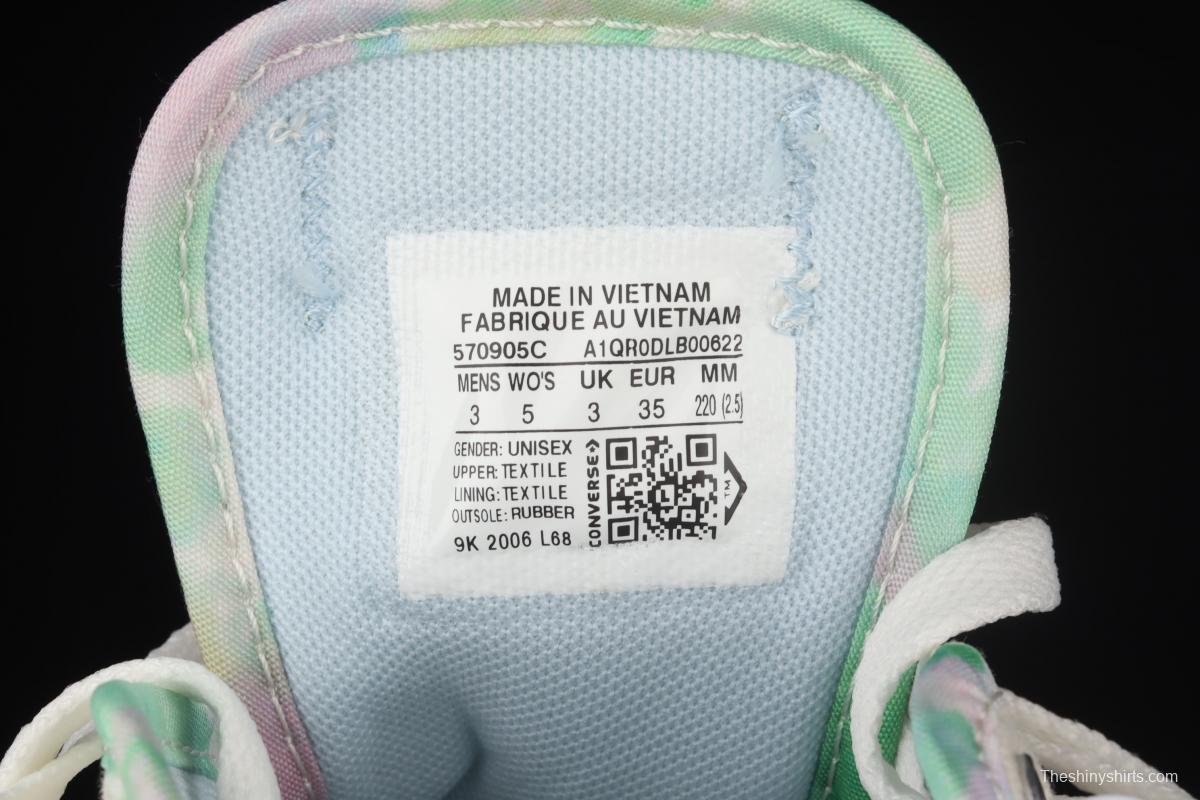 MADE IN VIETNAM
FABRIQUE AU VIETNAM
570905C A1QR0DLB00622
MENS WO'S UK EUR MM
3 5 3 35 220 (2.5)
GENDER: UNISEX
UPPER: TEXTILE
LINING: TEXTILE
OUTSOLE: RUBBER
9K 2006 L68
CONVERSE
TM
Theshinyshirts.com